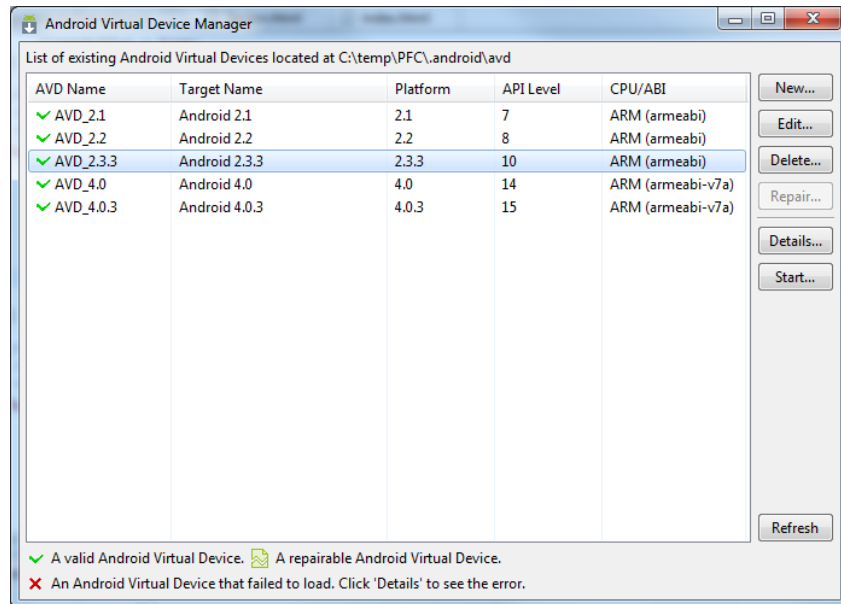 Android Virtual Device Manager
List of existing Android Virtual Devices located at C:\temp\PFC\.android\avd
AVD Name Target Name Platform API Level CPU/ABI
AVD_2.1 Android 2.1 2.1 7 ARM (armeabi)
AVD_2.2 Android 2.2 2.2 8 ARM (armeabi)
AVD_2.3.3 Android 2.3.3 2.3.3 10 ARM (armeabi)
AVD_4.0 Android 4.0 4.0 14 ARM (armeabi-v7a)
AVD_4.0.3 Android 4.0.3 4.0.3 15 ARM (armeabi-v7a)
New...
Edit...
Delete...
Repair...
Details...
Start...
Refresh
A valid Android Virtual Device. A repairable Android Virtual Device.
An Android Virtual Device that failed to load. Click 'Details' to see the error.